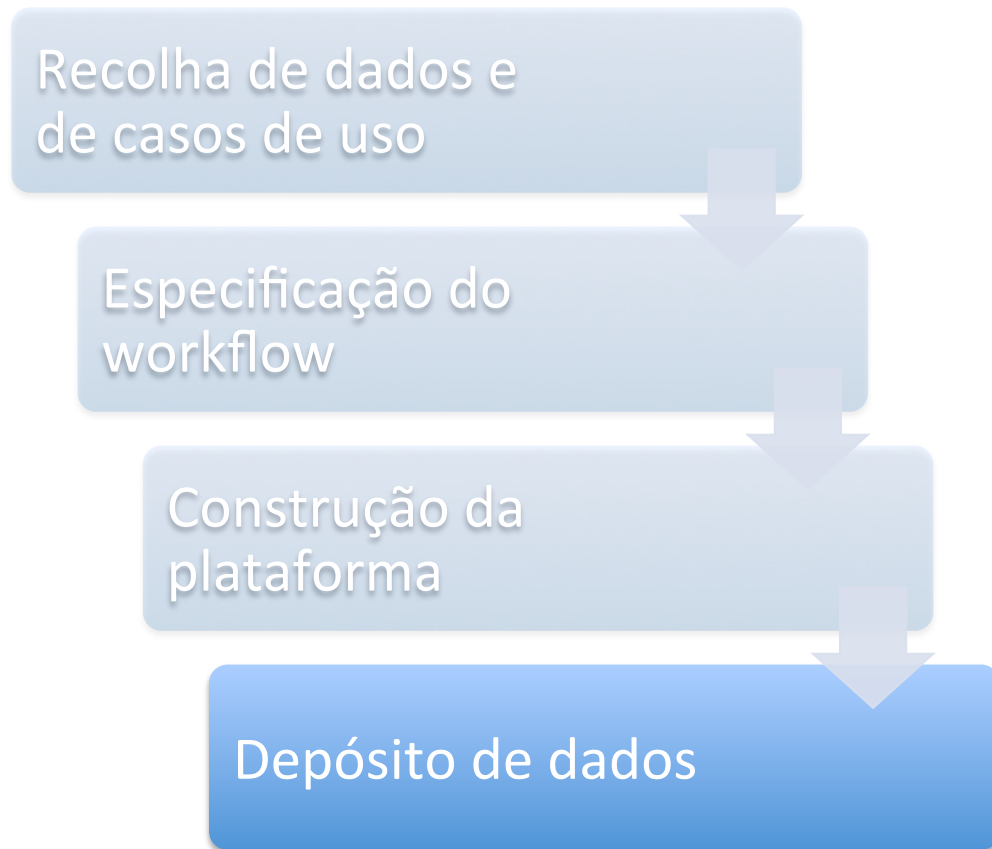 Recolha de dados e
de casos de uso
Especificação do
workflow
Construção da
plataforma
Depósito de dados